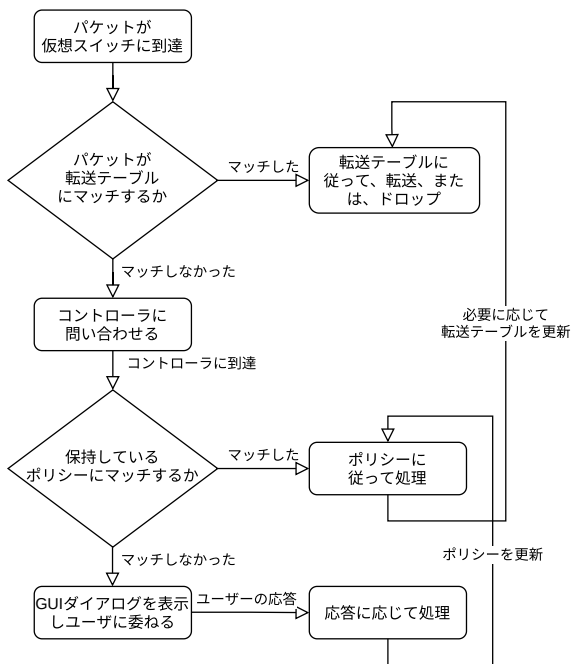 パケットが
仮想スイッチに到達
パケットが
転送テーブル
にマッチするか
マッチした
転送テーブルに
従って、転送、また
は、ドロップ
マッチしなかった
コントローラに
問い合わせる
必要に応じて
転送テーブルを更新
コントローラに到達
保持している
ポリシーにマッチするか
マッチした
ポリシーに
従って処理
ポリシーを更新
マッチしなかった
GUIダイアログを表示
しユーザに委ねる
ユーザーの応答
応答に応じて処理